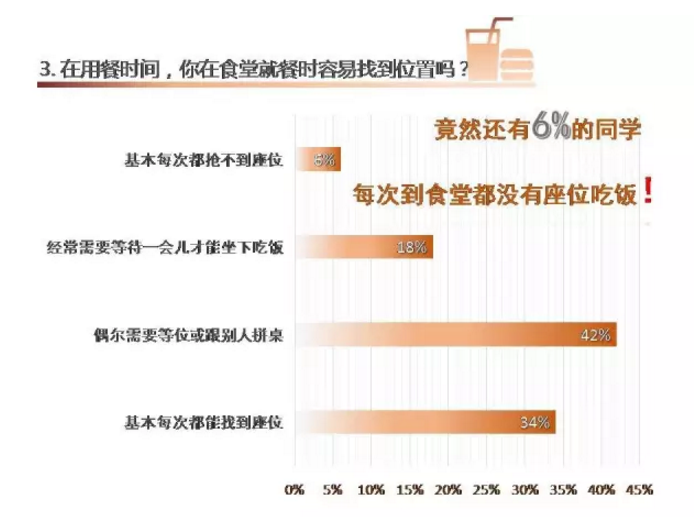 3. 在用餐时间，你在食堂就餐时容易找到位置吗？
竟然还有6%的同学
每次到食堂都没有座位吃饭！
基本每次都抢不到座位
6%
经常需要等待一会儿才能坐下吃饭
18%
偶尔需要等位或跟别人拼桌
42%
基本每次都能找到座位
34%
0% 5% 10% 15% 20% 25% 30% 35% 40% 45%